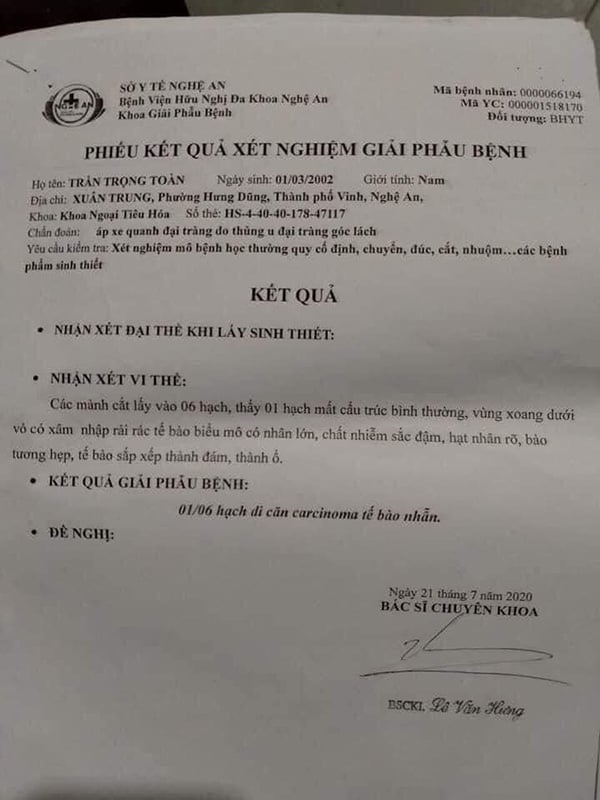 SỞ Y TẾ NGHỆ AN
Bệnh Viện Hữu Nghị Đa Khoa Nghệ An
Khoa Giải Phẫu Bệnh
NGHỆ AN
Mã bệnh nhân: 0000066194
Mã YC: 000001518170
Đối tượng: BHYT
PHIẾU KẾT QUẢ XÉT NGHIỆM GIẢI PHẪU BỆNH
Họ tên: TRẦN TRỌNG TOÀN Ngày sinh: 01/03/2002 Giới tính: Nam
Địa chỉ: XUÂN TRUNG, Phường Hưng Dũng, Thành phố Vinh, Nghệ An,
Khoa: Khoa Ngoại Tiêu Hóa Số thẻ: HS-4-40-40-178-47117
Chẩn đoán: áp xe quanh đại tràng do thủng u đại tràng góc lách
Yêu cầu kiểm tra: Xét nghiệm mô bệnh học thường quy cố định, chuyển, đúc, cắt, nhuộm…các bệnh
phẩm sinh thiết
KẾT QUẢ
• NHẬN XÉT ĐẠI THỂ KHI LẤY SINH THIẾT:
• NHẬN XÉT VI THỂ:
Các mảnh cắt lấy vào 06 hạch, thấy 01 hạch mất cấu trúc bình thường, vùng xoang dưới
vỏ có xâm nhập rải rác tế bào biểu mô có nhân lớn, chất nhiễm sắc đậm, hạt nhân rõ, bào
tương hẹp, tế bào sắp xếp thành đám, thành ổ.
• KẾT QUẢ GIẢI PHẪU BỆNH:
01/06 hạch di căn carcinoma tế bào nhẫn.
• ĐỀ NGHỊ:
Ngày 21 tháng 7 năm 2020
BÁC SĨ CHUYÊN KHOA
BSCKI. Lê Văn Hưng